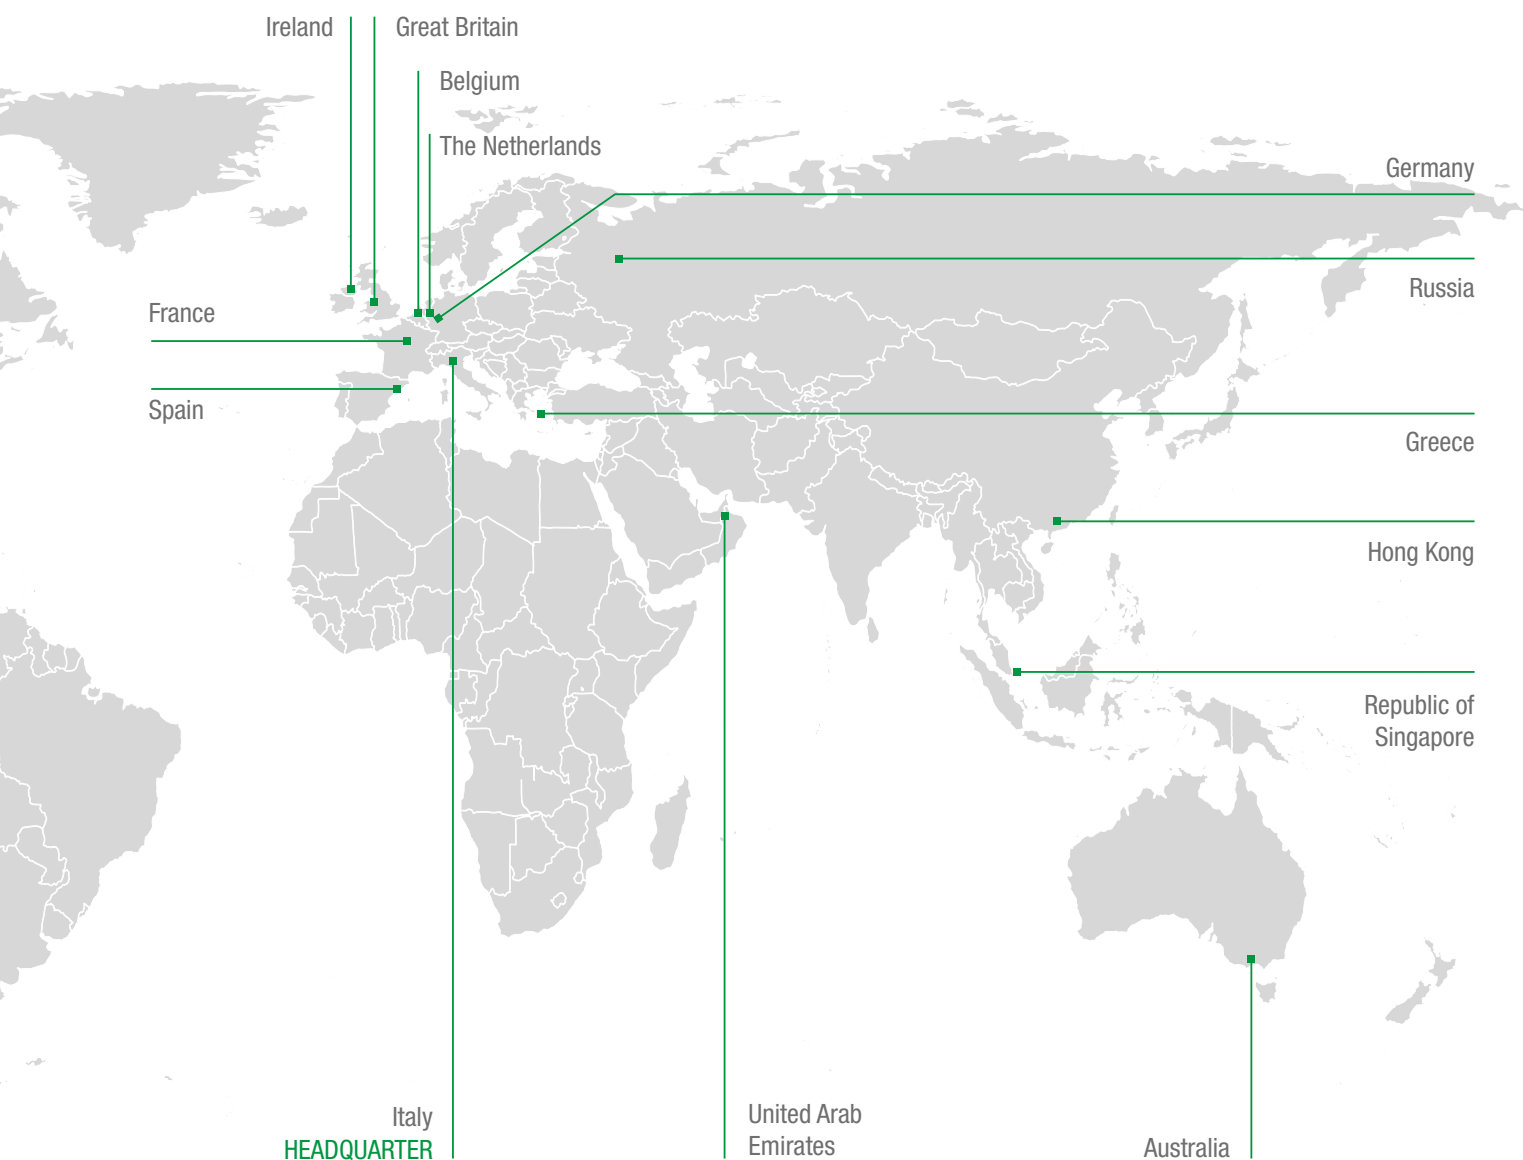 Ireland
Great Britain
Belgium
The Netherlands
Germany
Russia
France
Spain
Greece
Hong Kong
Republic of
Singapore
Italy
HEADQUARTER
United Arab
Emirates
Australia